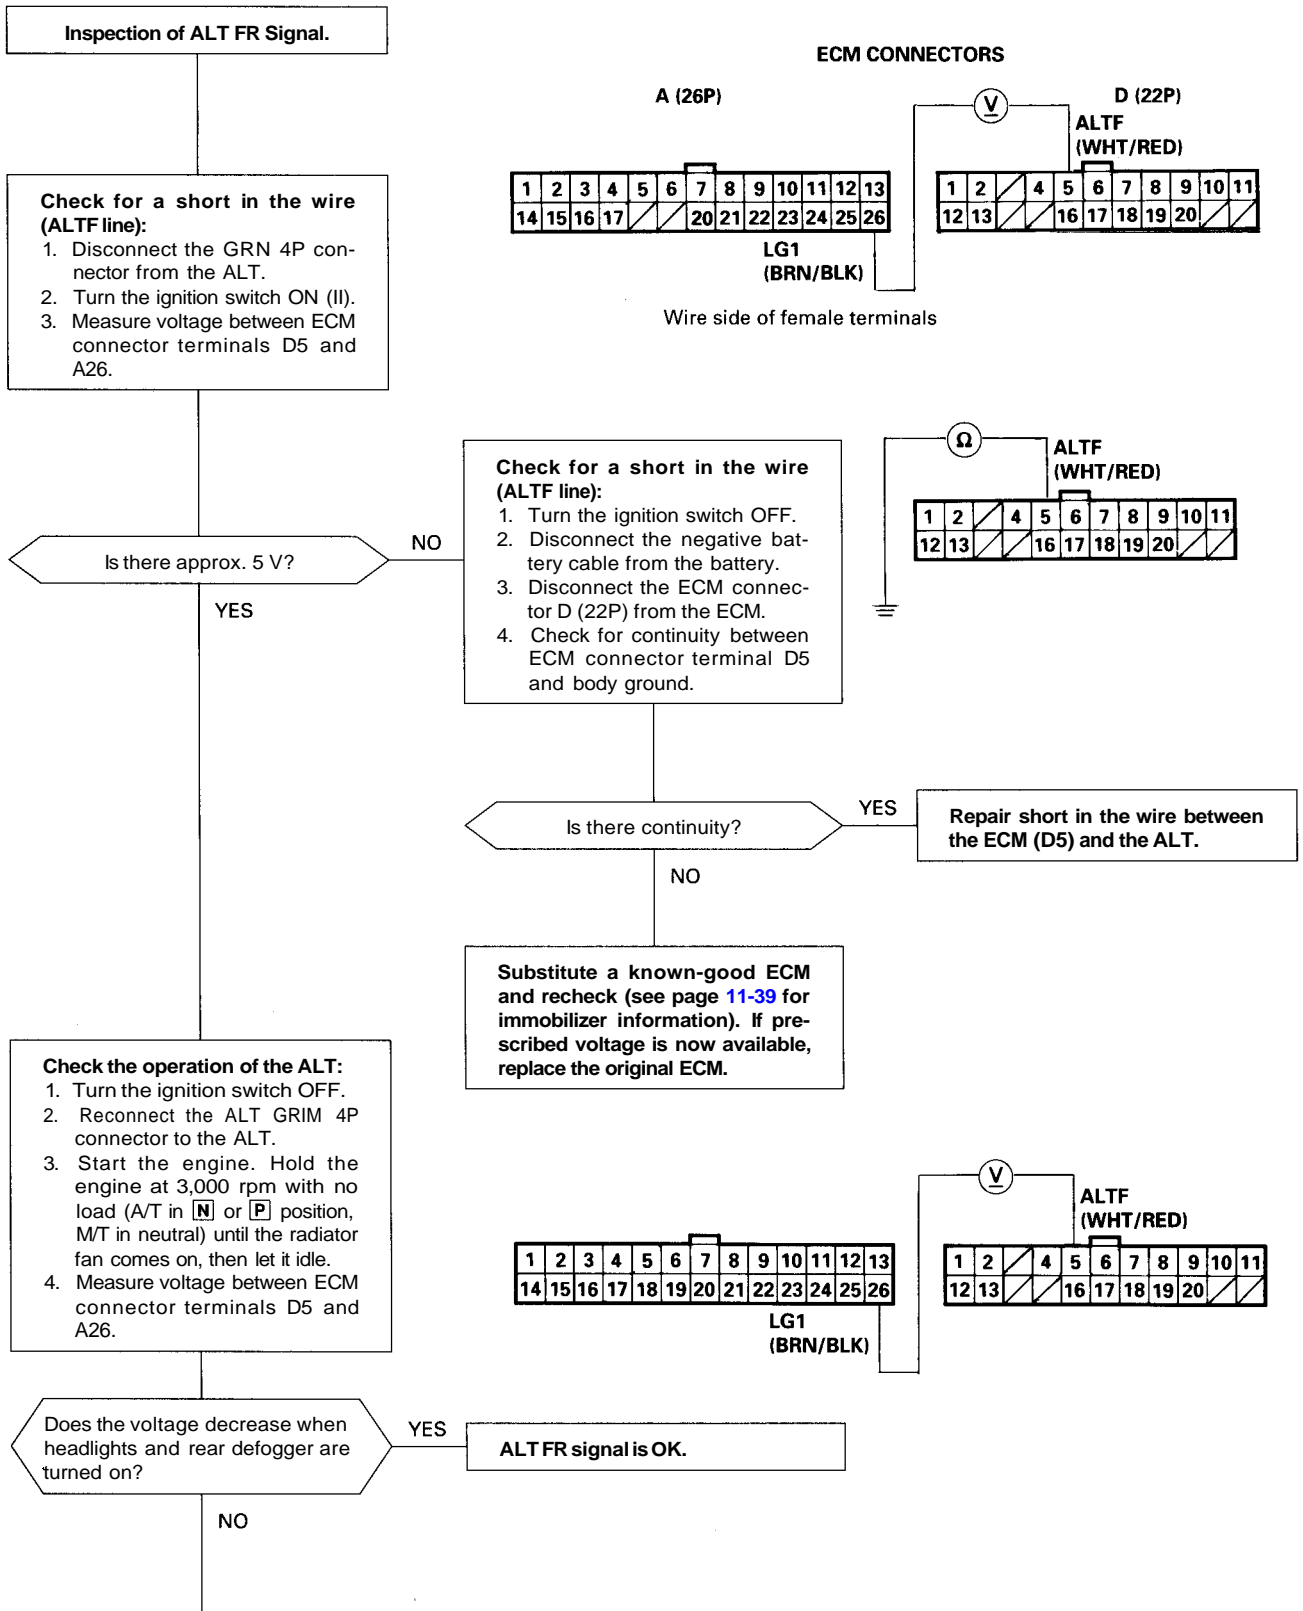 Inspection of ALT FR Signal.
ECM CONNECTORS
A (26P)
D (22P)
V
ALTF
(WHT/RED)
1 2 3 4 5 6 7 8 9 10 11 12 13
14 15 16 17 20 21 22 23 24 25 26
1 2 4 5 6 7 8 9 10 11
12 13 16 17 18 19 20
LG1
(BRN/BLK)
Wire side of female terminals
Check for a short in the wire
(ALTF line):
1. Disconnect the GRN 4P con-
nector from the ALT.
2. Turn the ignition switch ON (II).
3. Measure voltage between ECM
connector terminals D5 and
A26.
Is there approx. 5 V?
NO
YES
Check for a short in the wire
(ALTF line):
1. Turn the ignition switch OFF.
2. Disconnect the negative bat-
tery cable from the battery.
3. Disconnect the ECM connec-
tor D (22P) from the ECM.
4. Check for continuity between
ECM connector terminal D5
and body ground.
Ω
ALTF
(WHT/RED)
1 2 4 5 6 7 8 9 10 11
12 13 16 17 18 19 20
Is there continuity?
YES
Repair short in the wire between
the ECM (D5) and the ALT.
NO
Substitute a known-good ECM
and recheck (see page 11-39 for
immobilizer information). If pre-
scribed voltage is now available,
replace the original ECM.
Check the operation of the ALT:
1. Turn the ignition switch OFF.
2. Reconnect the ALT GRIM 4P
connector to the ALT.
3. Start the engine. Hold the
engine at 3,000 rpm with no
load (A/T in N or P position,
M/T in neutral) until the radiator
fan comes on, then let it idle.
4. Measure voltage between ECM
connector terminals D5 and
A26.
V
ALTF
(WHT/RED)
1 2 3 4 5 6 7 8 9 10 11 12 13
14 15 16 17 18 19 20 21 22 23 24 25 26
1 2 4 5 6 7 8 9 10 11
12 13 16 17 18 19 20
LG1
(BRN/BLK)
Does the voltage decrease when
headlights and rear defogger are
turned on?
YES
ALT FR signal is OK.
NO